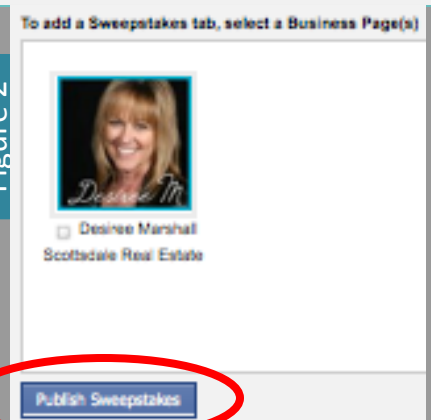 To add a Sweepstakes tab, select a Business Page(s)
Figure 2
Desiree M
Desiree Marshall
Scottsdale Real Estate
Publish Sweepstakes